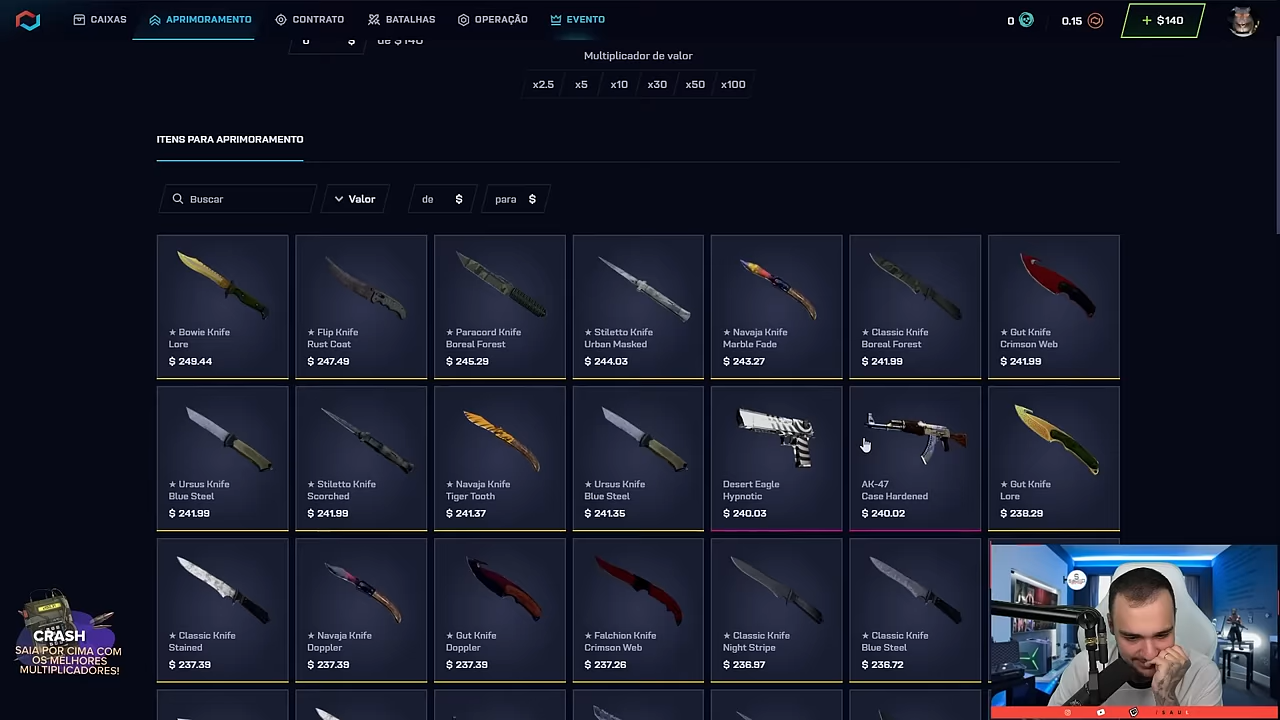 CAIXAS
APRIMORAMENTO
CONTRATO
BATALHAS
OPERAÇÃO
EVENTO
0
0.15
+ $140
0 $ de $ 140
Multiplicador de valor
x2.5 x5 x10 x30 x50 x100
ITENS PARA APRIMORAMENTO
Buscar
Valor
de $
para $
★ Bowie Knife
Lore
$ 249.44
★ Flip Knife
Rust Coat
$ 247.49
★ Paracord Knife
Boreal Forest
$ 245.29
★ Stiletto Knife
Urban Masked
$ 244.03
★ Navaja Knife
Marble Fade
$ 243.27
★ Classic Knife
Boreal Forest
$ 241.99
★ Gut Knife
Crimson Web
$ 241.99
★ Ursus Knife
Blue Steel
$ 241.99
★ Stiletto Knife
Scorched
$ 241.99
★ Navaja Knife
Tiger Tooth
$ 241.37
★ Ursus Knife
Blue Steel
$ 241.35
Desert Eagle
Hypnotic
$ 240.03
AK-47
Case Hardened
$ 240.02
★ Gut Knife
Lore
$ 238.29
★ Classic Knife
Stained
$ 237.39
★ Navaja Knife
Doppler
$ 237.39
★ Gut Knife
Doppler
$ 237.39
★ Falchion Knife
Crimson Web
$ 237.26
★ Classic Knife
Night Stripe
$ 236.97
★ Classic Knife
Blue Steel
$ 236.72
CRASH
SAIA POR CIMA COM
OS MELHORES
MULTIPLICADORES!